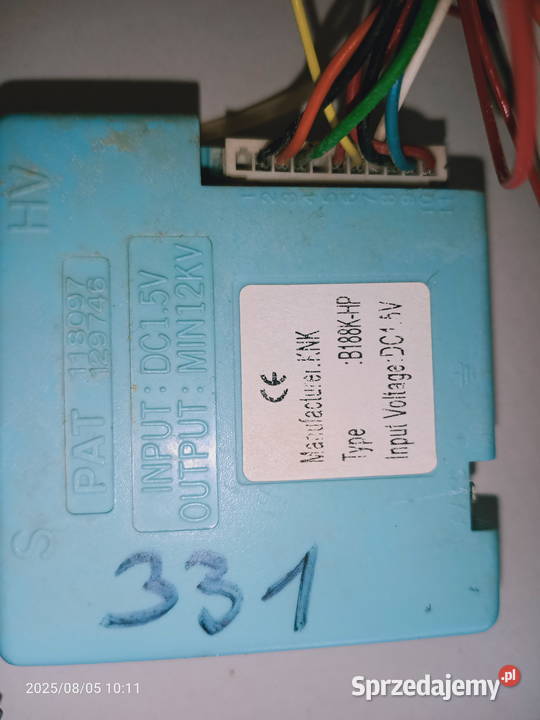 HV
S
PAT 118097
129746
INPUT : DC1.5V
OUTPUT : MIN12KV
CE
Manufacturer.KNK
Type :B188K-HP
Input Voltage:DC1.5V
331
2025/08/05 10:11
Sprzedajemy.pl